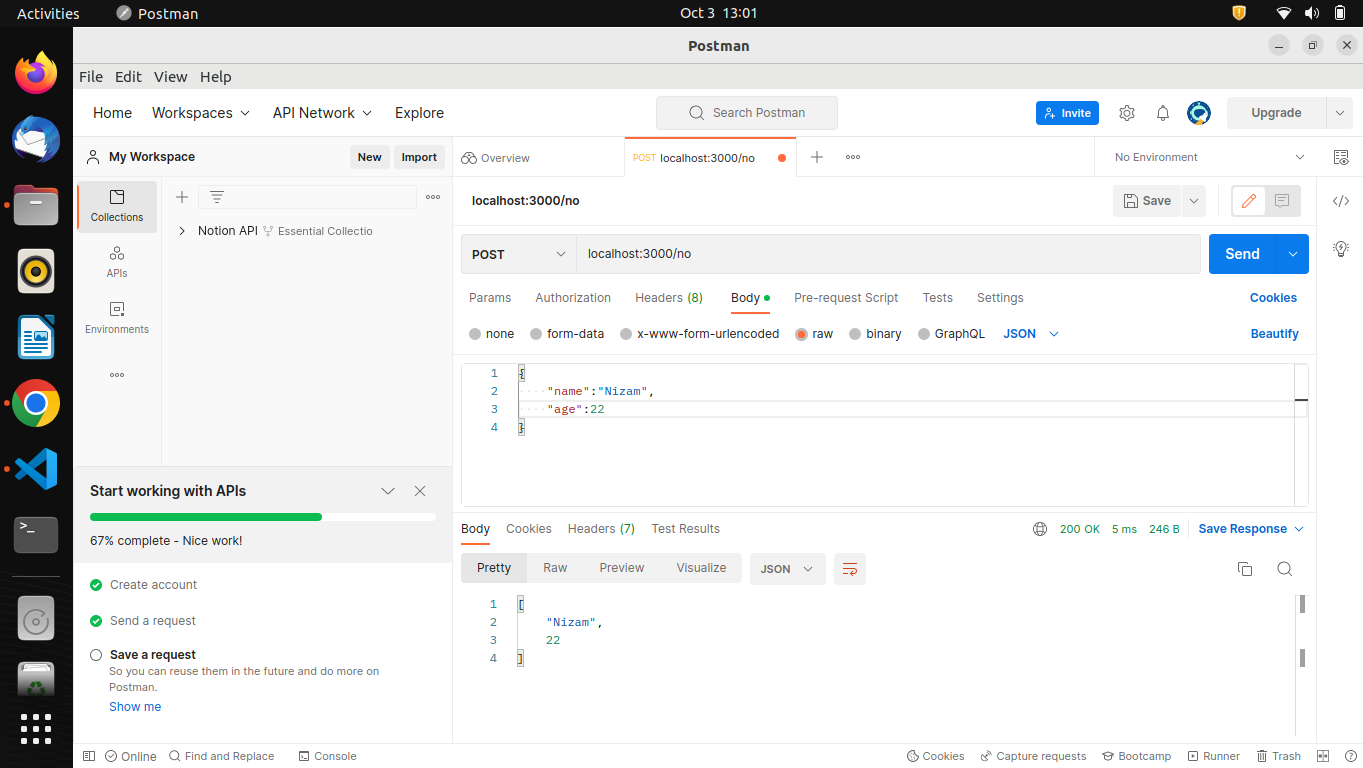 Activities Postman Oct 3 13:01
Postman
File Edit View Help
Home Workspaces API Network Explore Search Postman Invite Upgrade
My Workspace New Import
Overview POST localhost:3000/no No Environment
Collections
APIs
Environments
Notion API Essential Collectio
localhost:3000/no Save
POST localhost:3000/no Send
Params Authorization Headers (8) Body Pre-request Script Tests Settings Cookies
none form-data x-www-form-urlencoded raw binary GraphQL JSON Beautify
1 {
2 "name":"Nizam",
3 "age":22
4 }
Start working with APIs
67% complete - Nice work!
Create account
Send a request
Save a request
So you can reuse them in the future and do more on
Postman.
Show me
Body Cookies Headers (7) Test Results 200 OK 5 ms 246 B Save Response
Pretty Raw Preview Visualize JSON
1 [
2 "Nizam",
3 22
4 ]
Online Find and Replace Console Cookies Capture requests Bootcamp Runner Trash